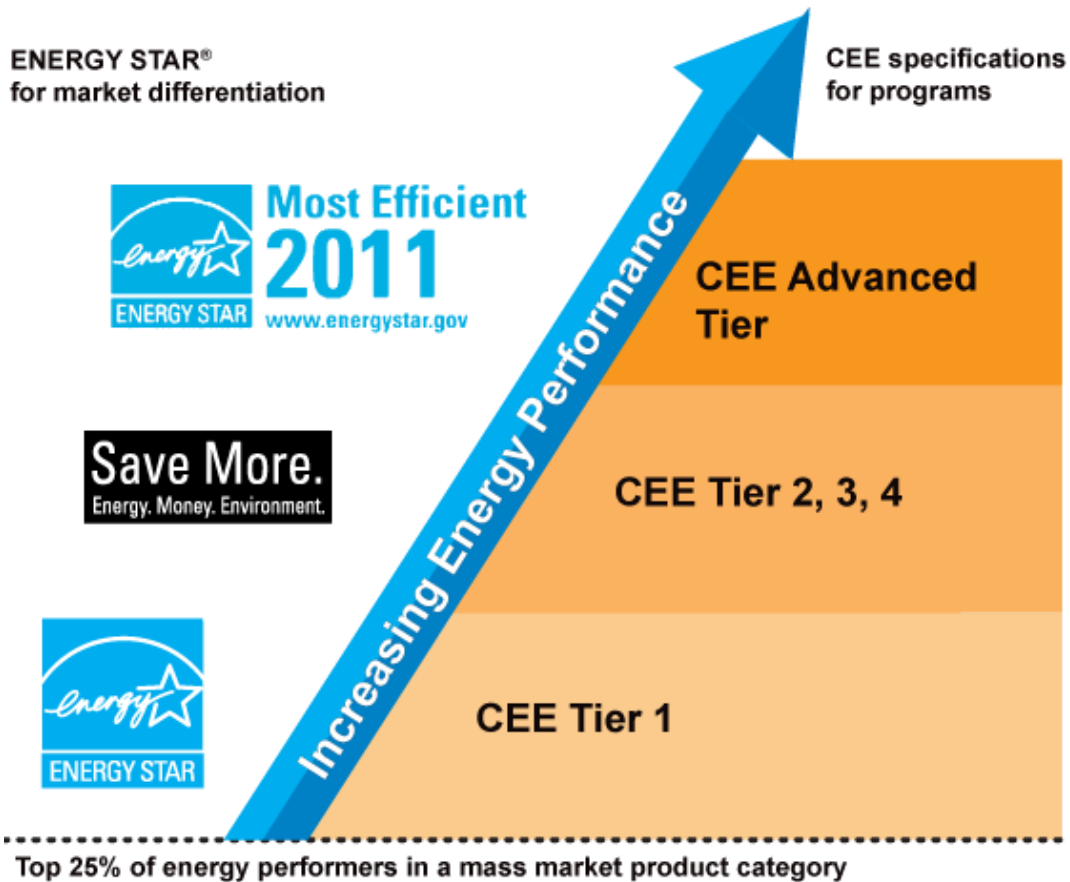 ENERGY STAR®
for market differentiation
CEE specifications
for programs
energy
ENERGY STAR
Most Efficient
2011
www.energystar.gov
Increasing Energy Performance
CEE Advanced
Tier
Save More.
Energy. Money. Environment.
CEE Tier 2, 3, 4
energy
ENERGY STAR
CEE Tier 1
Top 25% of energy performers in a mass market product category